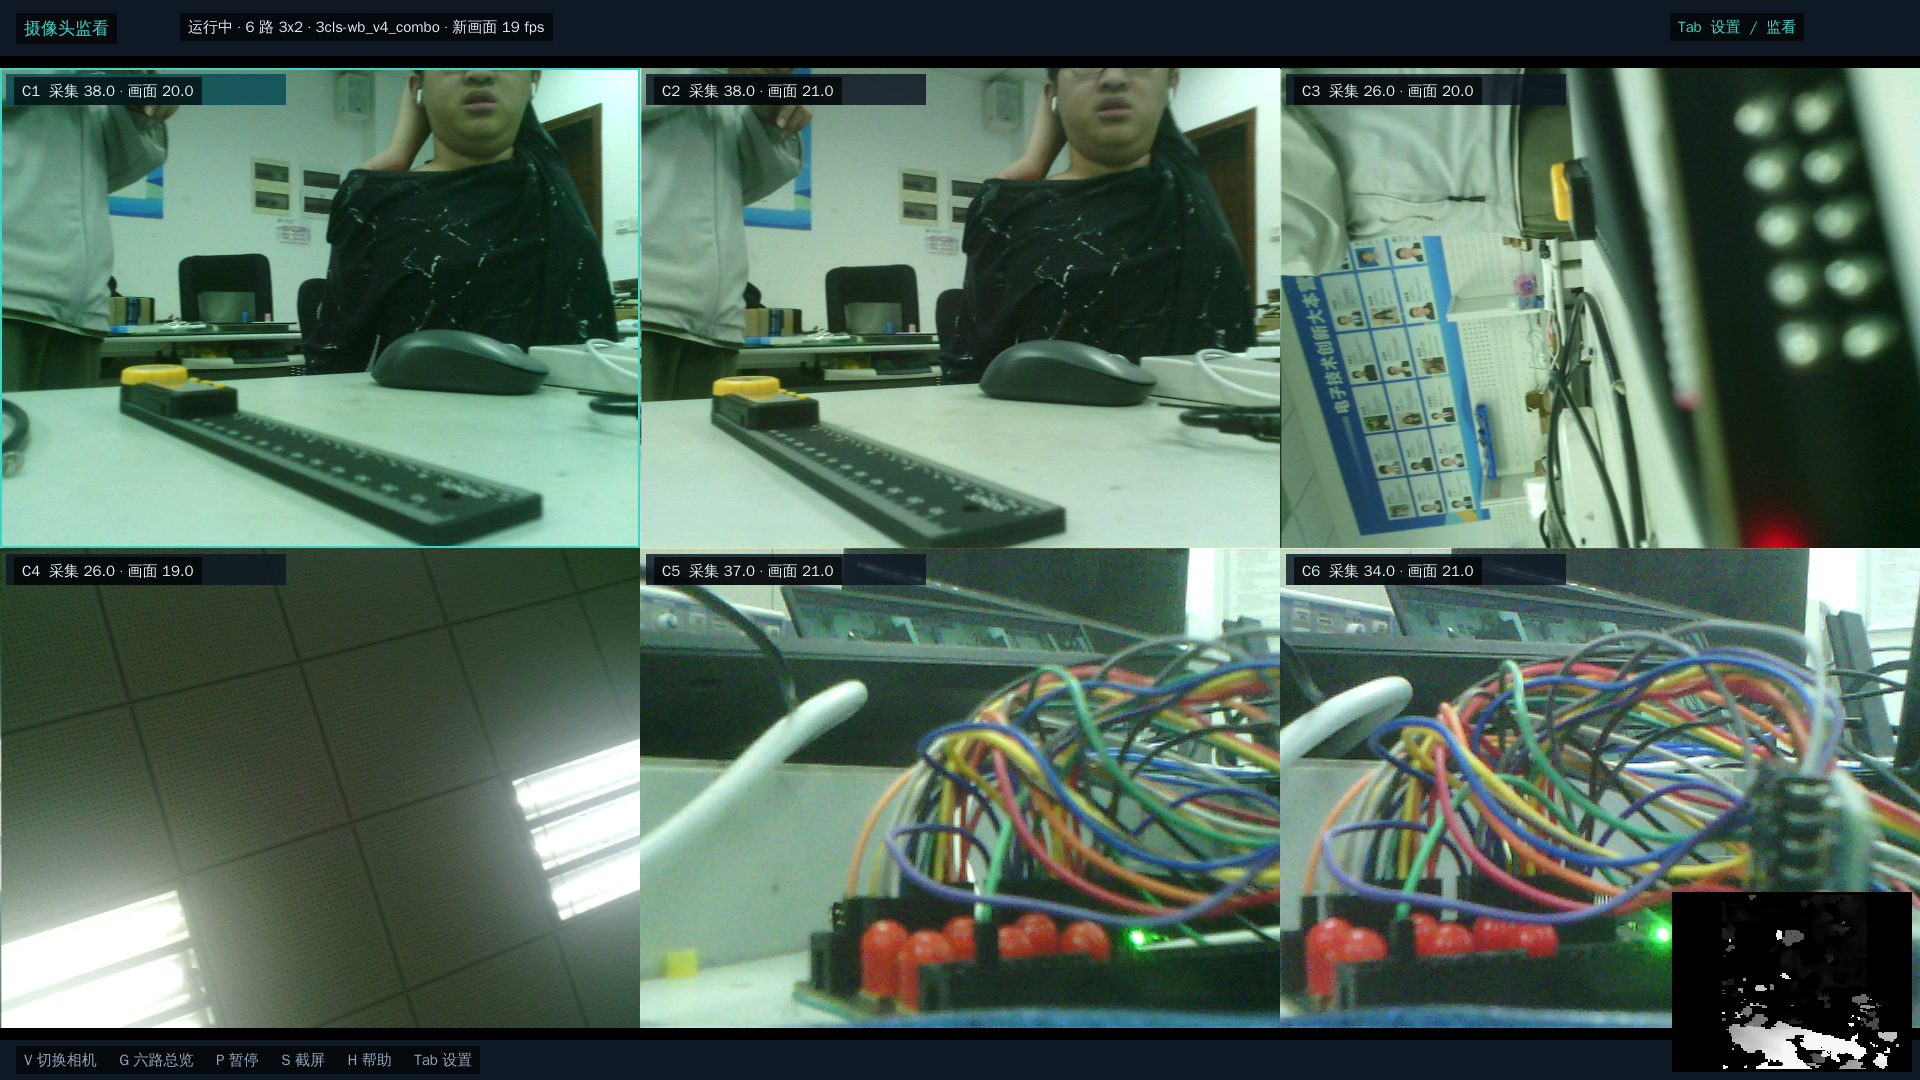 摄像头监看
运行中 · 6 路 3x2 · 3cls-wb_v4_combo · 新画面 19 fps
Tab 设置 / 监看
C1 采集 38.0 · 画面 20.0
C2 采集 38.0 · 画面 21.0
C3 采集 26.0 · 画面 20.0
电子技术创新大本营
C4 采集 26.0 · 画面 19.0
C5 采集 37.0 · 画面 21.0
C6 采集 34.0 · 画面 21.0
V 切换相机 G 六路总览 P 暂停 S 截屏 H 帮助 Tab 设置